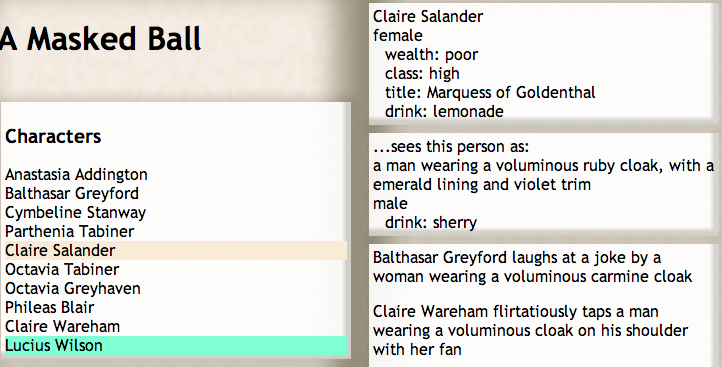 A Masked Ball
Characters
Anastasia Addington
Balthasar Greyford
Cymbeline Stanway
Parthenia Tabiner
Claire Salander
Octavia Tabiner
Octavia Greyhaven
Phileas Blair
Claire Wareham
Lucius Wilson
Claire Salander
female
wealth: poor
class: high
title: Marquess of Goldenthal
drink: lemonade
...sees this person as:
a man wearing a voluminous ruby cloak, with a
emerald lining and violet trim
male
drink: sherry
Balthasar Greyford laughs at a joke by a
woman wearing a voluminous carmine cloak
Claire Wareham flirtatiously taps a man
wearing a voluminous cloak on his shoulder
with her fan